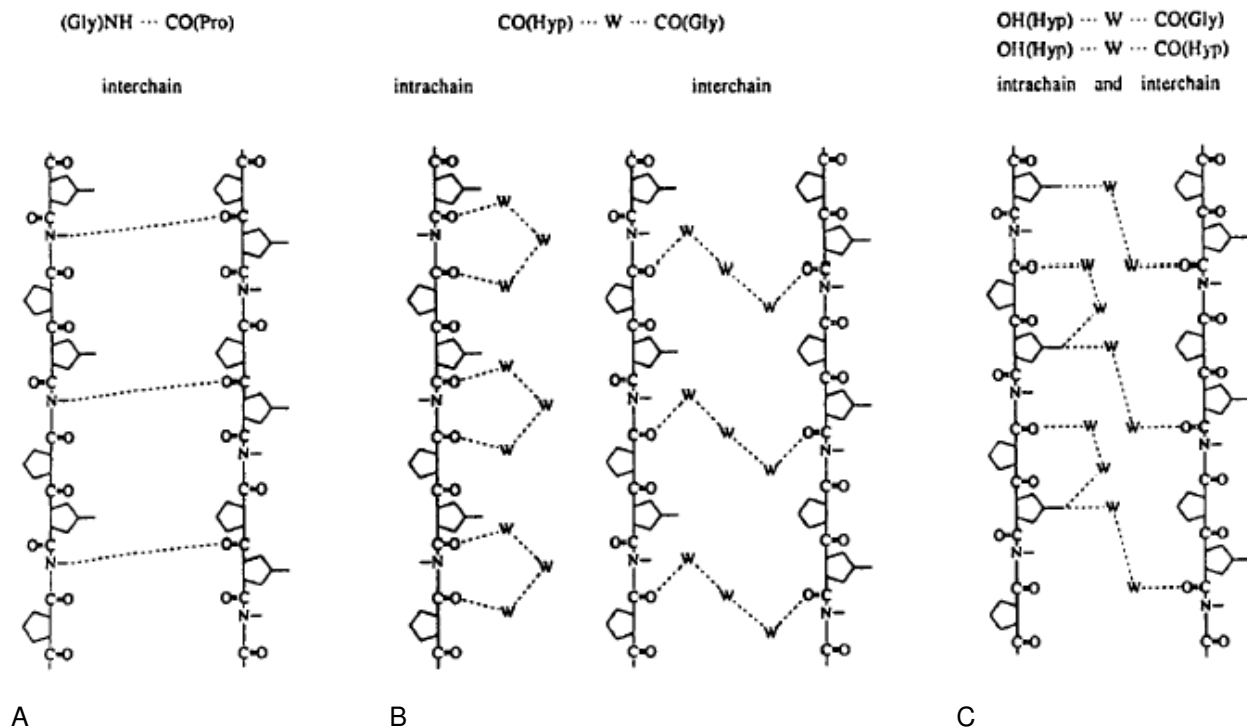 (Gly)NH ··· CO(Pro)
interchain
CO(Hyp) ··· W ··· CO(Gly)
intrachain
interchain
OH(Hyp) ··· W ··· CO(Gly)
OH(Hyp) ··· W ··· CO(Hyp)
intrachain and interchain
A
B
C